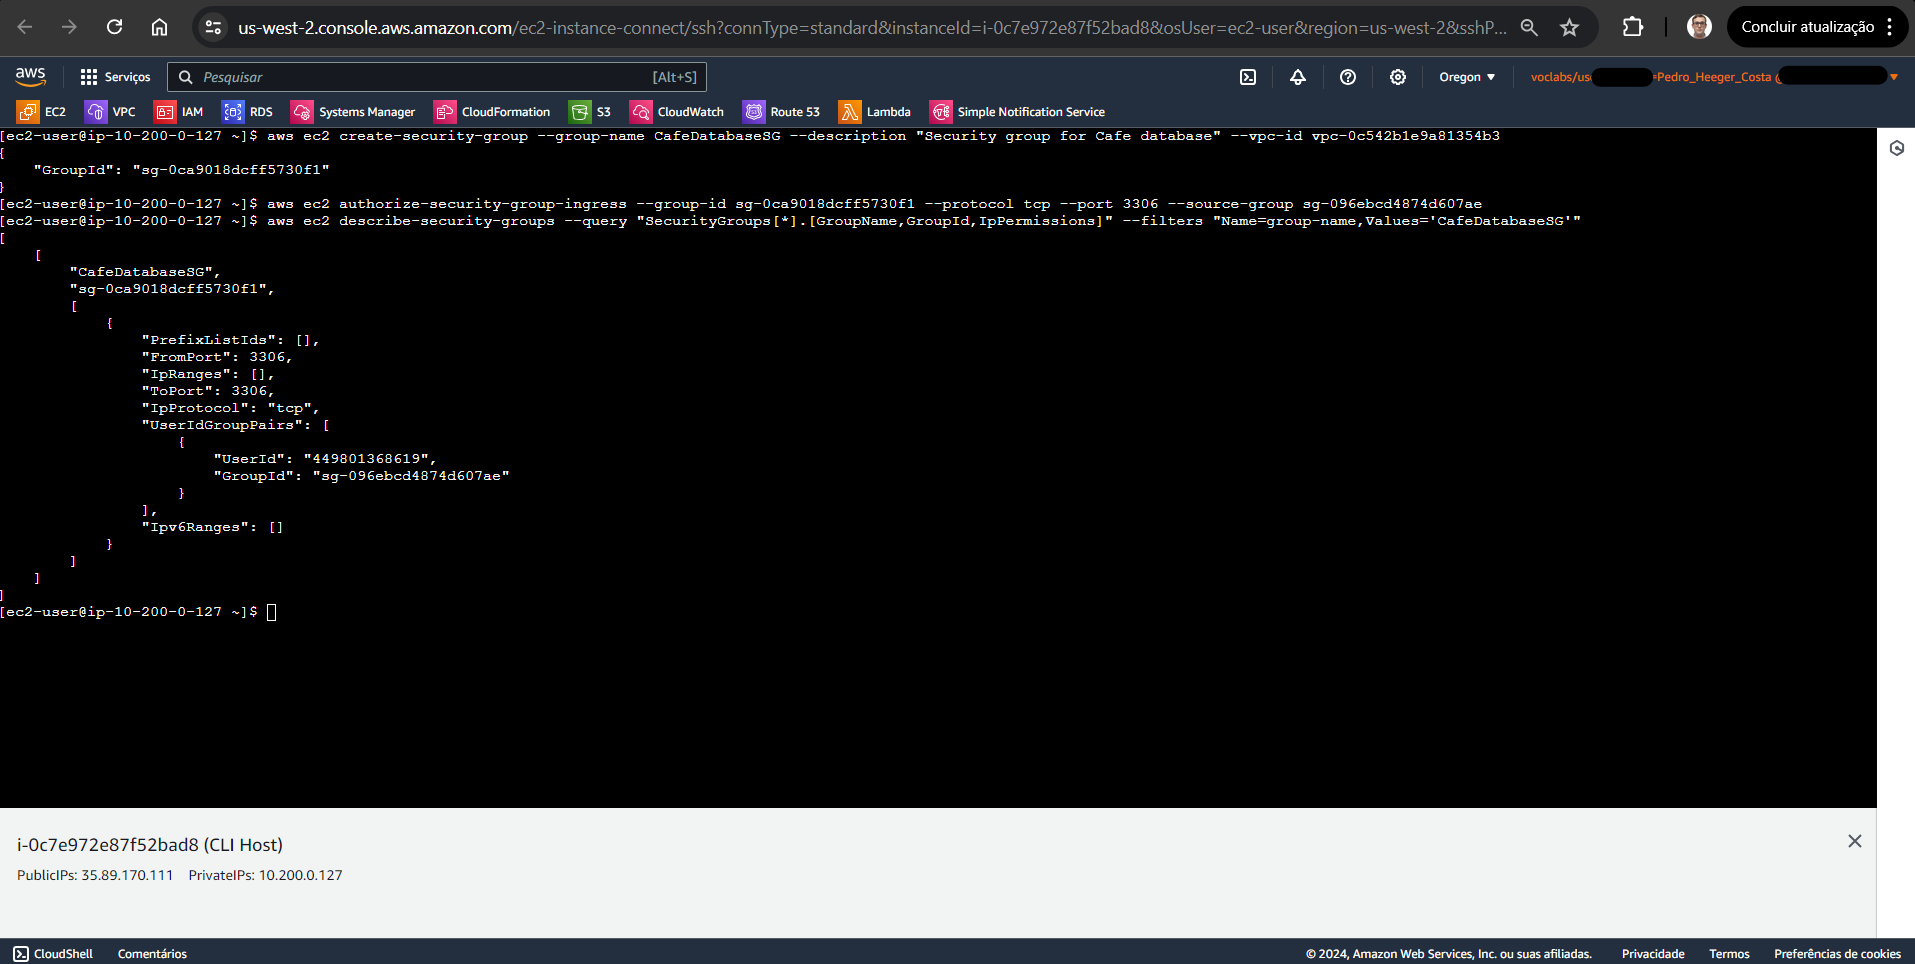 us-west-2.console.aws.amazon.com/ec2-instance-connect/ssh?connType=standard&instanceId=i-0c7e972e87f52bad8&osUser=ec2-user&region=us-west-2&sshP...
Concluir atualização
aws
Serviços
Pesquisar
[Alt+S]
Oregon
voclabs/us
=Pedro_Heeger_Costa @
EC2 VPC IAM RDS Systems Manager CloudFormation S3 CloudWatch Route 53 Lambda Simple Notification Service
[ec2-user@ip-10-200-0-127 ~]$ aws ec2 create-security-group --group-name CafeDatabaseSG --description "Security group for Cafe database" --vpc-id vpc-0c542b1e9a81354b3
{
    "GroupId": "sg-0ca9018dcff5730f1"
}
[ec2-user@ip-10-200-0-127 ~]$ aws ec2 authorize-security-group-ingress --group-id sg-0ca9018dcff5730f1 --protocol tcp --port 3306 --source-group sg-096ebcd4874d607ae
[ec2-user@ip-10-200-0-127 ~]$ aws ec2 describe-security-groups --query "SecurityGroups[*].[GroupName,GroupId,IpPermissions]" --filters "Name=group-name,Values='CafeDatabaseSG'"
[
    [
        "CafeDatabaseSG",
        "sg-0ca9018dcff5730f1",
        [
            {
                "PrefixListIds": [],
                "FromPort": 3306,
                "IpRanges": [],
                "ToPort": 3306,
                "IpProtocol": "tcp",
                "UserIdGroupPairs": [
                    {
                        "UserId": "449801368619",
                        "GroupId": "sg-096ebcd4874d607ae"
                    }
                ],
                "Ipv6Ranges": []
            }
        ]
    ]
]
[ec2-user@ip-10-200-0-127 ~]$
i-0c7e972e87f52bad8 (CLI Host)
PublicIPs: 35.89.170.111 PrivateIPs: 10.200.0.127
CloudShell Comentários © 2024, Amazon Web Services, Inc. ou suas afiliadas. Privacidade Termos Preferências de cookies